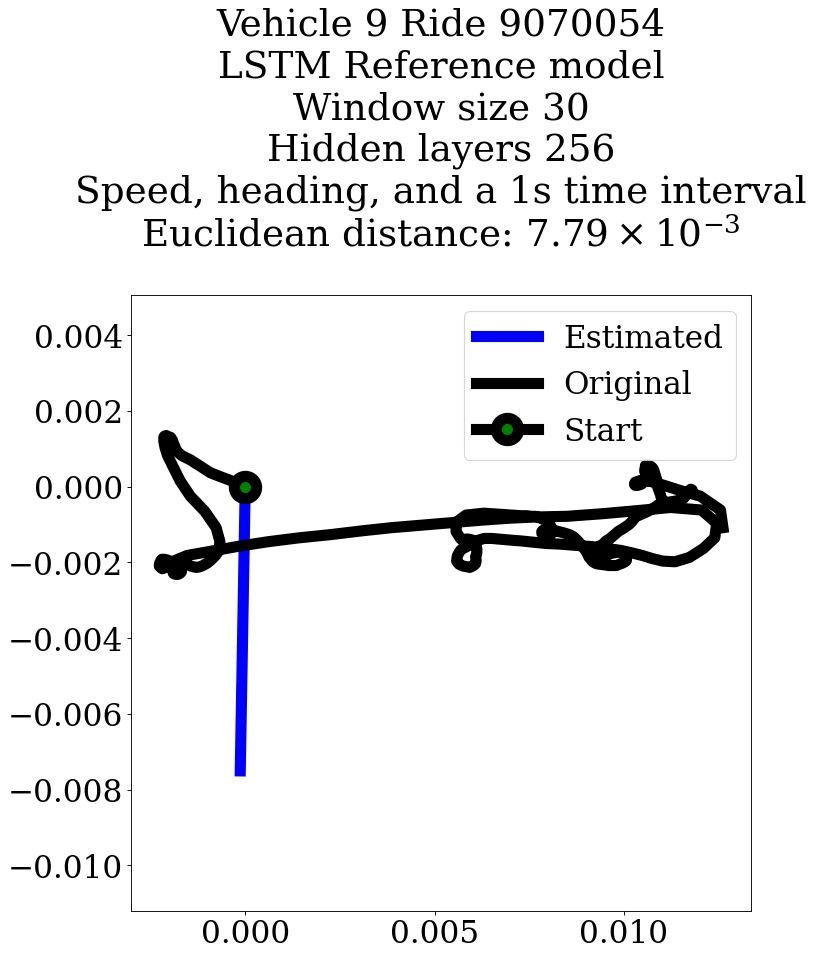 Vehicle 9 Ride 9070054
LSTM Reference model
Window size 30
Hidden layers 256
Speed, heading, and a 1s time interval
Euclidean distance: 7.79 × 10⁻³
Estimated
Original
Start
0.004
0.002
0.000
−0.002
−0.004
−0.006
−0.008
−0.010
0.000 0.005 0.010